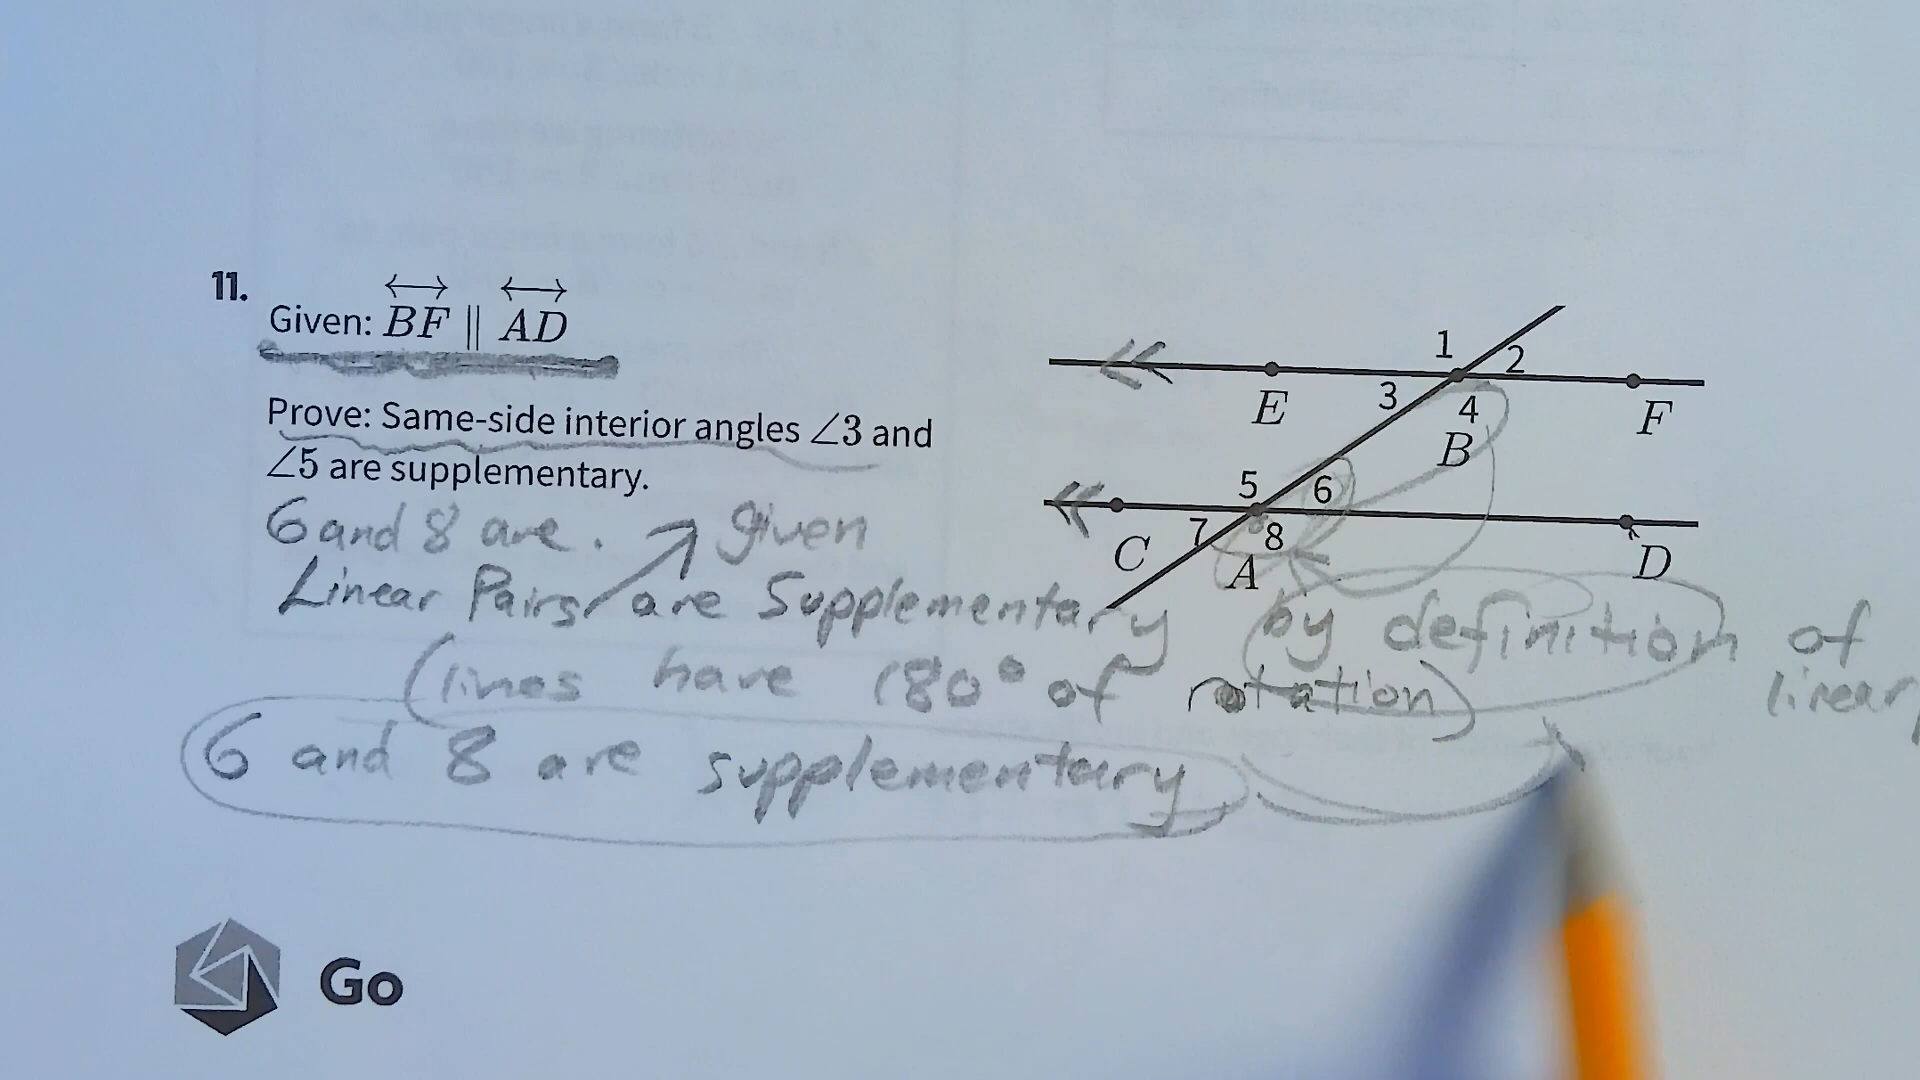 11.
Given: BF ∥ AD
Prove: Same-side interior angles ∠3 and
∠5 are supplementary.
1
2
E
3
4
F
B
5
6
C
7
8
A
D
6 and 8 are. given
Linear Pairs are Supplementary by definition of
linear
(lines have 180° of rotation)
6 and 8 are supplementary
Go